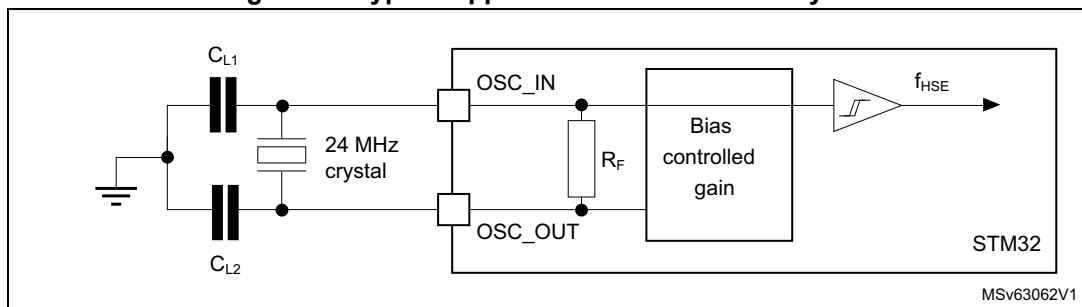 C_L1
OSC_IN
f_HSE
24 MHz
crystal
R_F
Bias
controlled
gain
OSC_OUT
C_L2
STM32
MSv63062V1